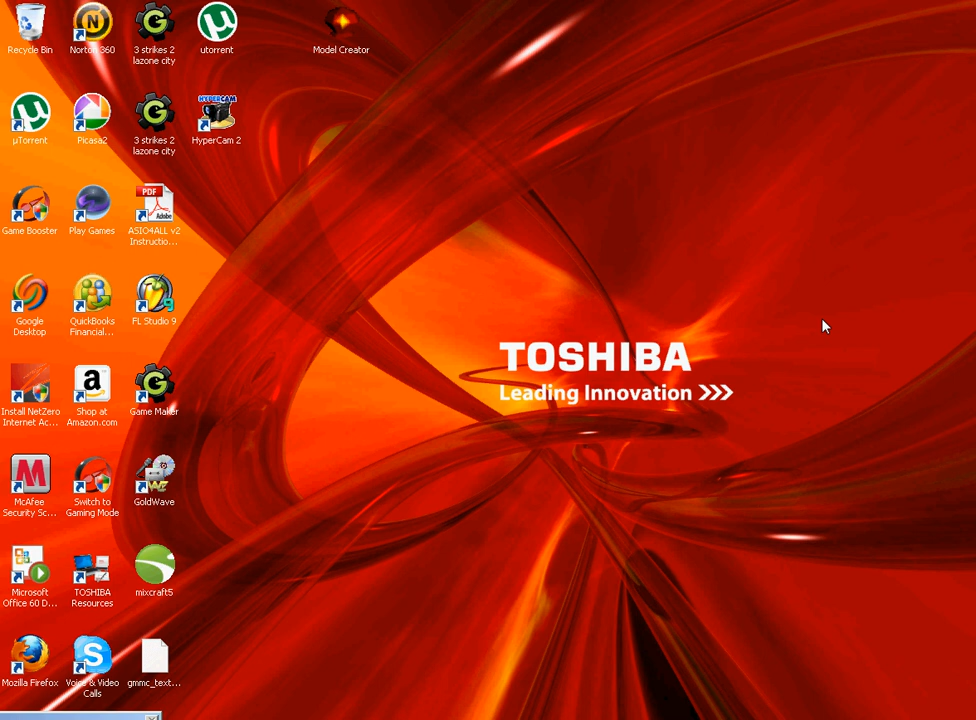 Recycle Bin
Norton 360
3 strikes 2
lazone city
utorrent
Model Creator
µTorrent
Picasa2
3 strikes 2
lazone city
HYPERCAM
HyperCam 2
Game Booster
Play Games
PDF
Adobe
ASIO4ALL v2
Instructio...
Google
Desktop
QuickBooks
Financial...
FL Studio 9
TOSHIBA
Leading Innovation >>>
Install NetZero
Internet Ac...
Shop at
Amazon.com
Game Maker
McAfee
Security Sc...
Switch to
Gaming Mode
GoldWave
Microsoft
Office 60 D...
TOSHIBA
Resources
mixcraft5
Mozilla Firefox
Voice & Video
Calls
gmmc_text...